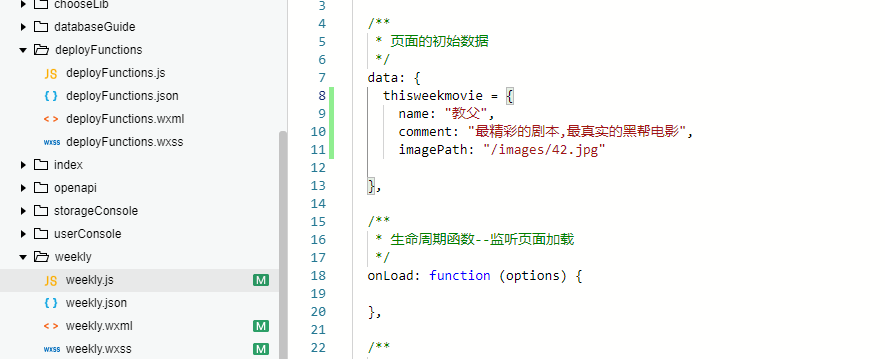 chooseLib
databaseGuide
deployFunctions
JS deployFunctions.js
{ } deployFunctions.json
< > deployFunctions.wxml
wxss deployFunctions.wxss
index
openapi
storageConsole
userConsole
weekly
JS weekly.js M
{ } weekly.json
< > weekly.wxml M
wxss weekly.wxss M
3
4 /**
5 * 页面的初始数据
6 */
7 data: {
8 thisweekmovie = {
9 name: "教父",
10 comment: "最精彩的剧本,最真实的黑帮电影",
11 imagePath: "/images/42.jpg"
12
13 },
14
15 /**
16 * 生命周期函数--监听页面加载
17 */
18 onLoad: function (options) {
19
20 },
21
22 /**